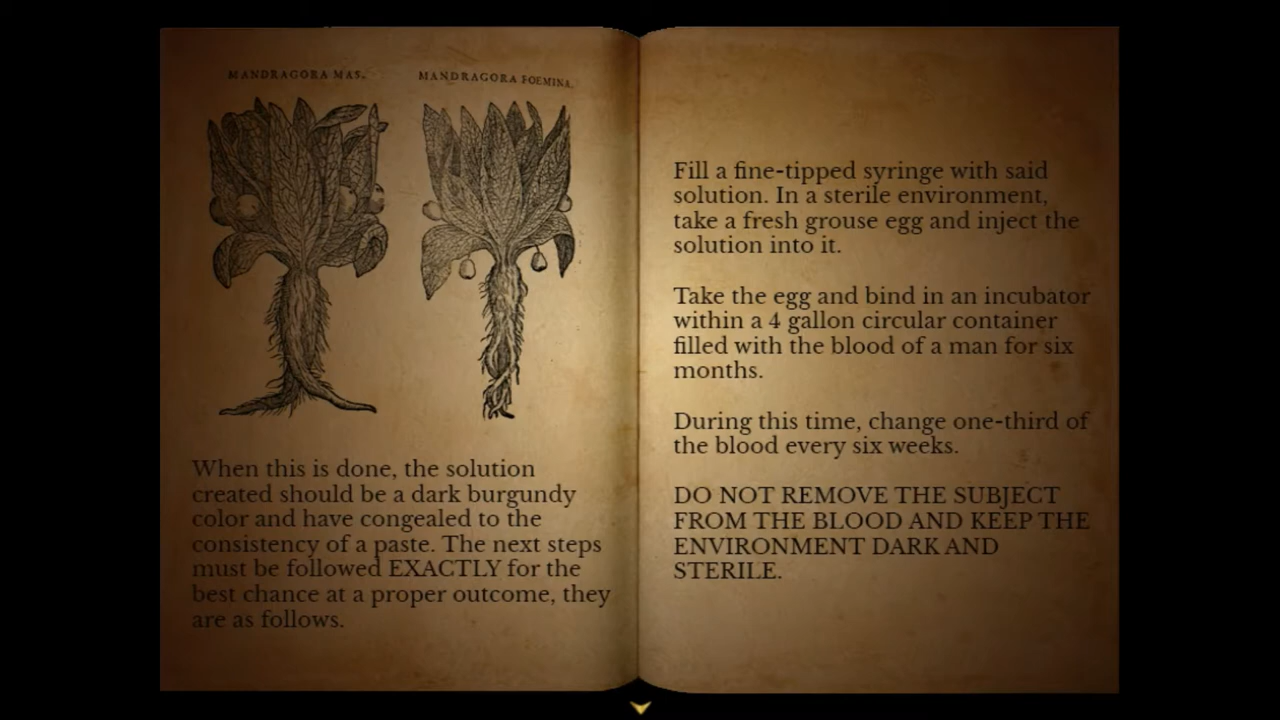 MANDRAGORA MAS.
MANDRAGORA FOEMINA.
When this is done, the solution
created should be a dark burgundy
color and have congealed to the
consistency of a paste. The next steps
must be followed EXACTLY for the
best chance at a proper outcome, they
are as follows.
Fill a fine-tipped syringe with said
solution. In a sterile environment,
take a fresh grouse egg and inject the
solution into it.
Take the egg and bind in an incubator
within a 4 gallon circular container
filled with the blood of a man for six
months.
During this time, change one-third of
the blood every six weeks.
DO NOT REMOVE THE SUBJECT
FROM THE BLOOD AND KEEP THE
ENVIRONMENT DARK AND
STERILE.